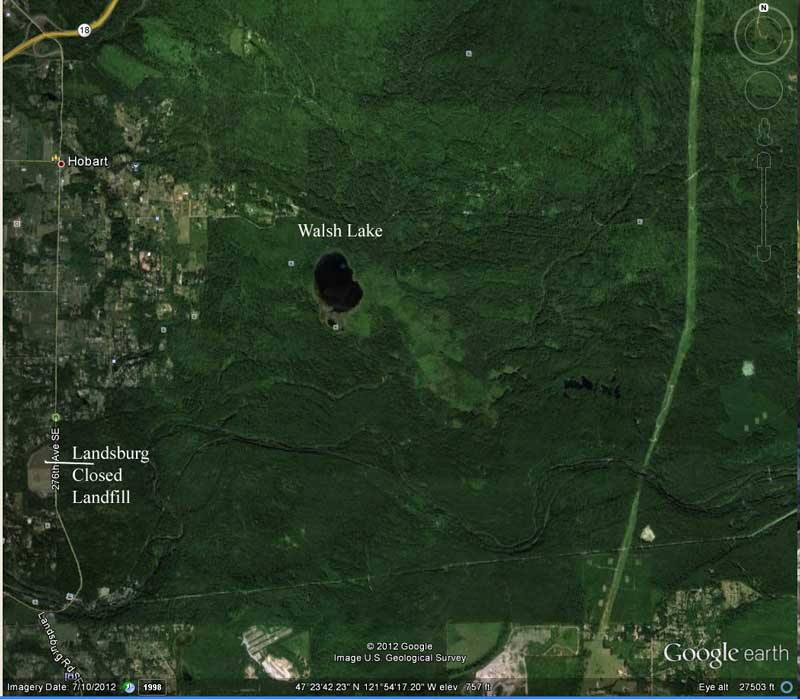 N
18
Hobart
Walsh Lake
276th Ave SE
Landsburg
Closed
Landfill
Landsburg Rd S
© 2012 Google
Image U.S. Geological Survey
Google earth
Imagery Date: 7/10/2012 1998 47°23'42.23" N 121°54'17.20" W elev 757 ft Eye alt 27503 ft